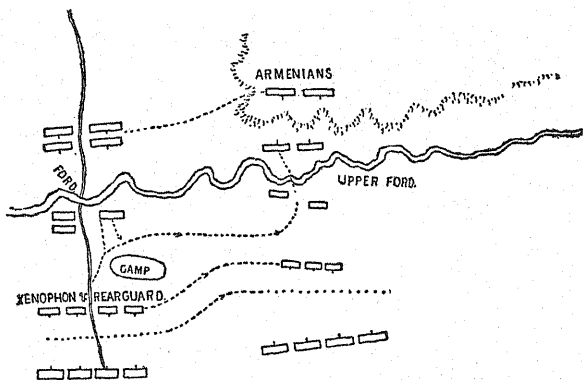 ARMENIANS
FORD.
UPPER FORD.
CAMP
XENOPHON'S REARGUARD.